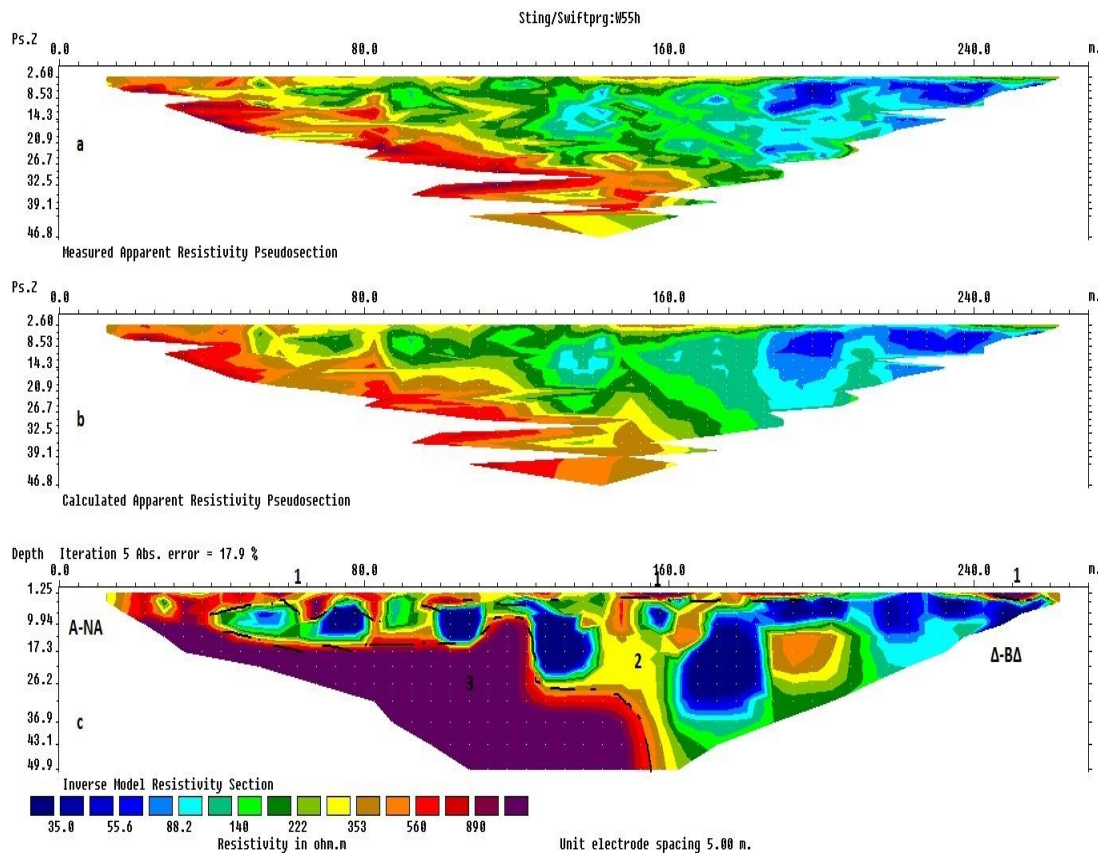 Sting/Swiftprg:W55h
Ps.Z 0.0 80.0 160.0 240.0 m.
2.60
8.53
14.3
20.9
26.7
32.5
39.1
46.8
a
Measured Apparent Resistivity Pseudosection
Ps.Z 0.0 80.0 160.0 240.0 m.
2.60
8.53
14.3
20.9
26.7
32.5
39.1
46.8
b
Calculated Apparent Resistivity Pseudosection
Depth Iteration 5 Abs. error = 17.9 %
0.0 80.0 160.0 240.0 m.
1 1 1
1.25
9.94
17.3
26.2
36.9
43.1
49.9
A-NA
Δ-ΒΔ
2
3
c
Inverse Model Resistivity Section
35.0 55.6 88.2 140 222 353 560 890
Resistivity in ohm.m
Unit electrode spacing 5.00 m.